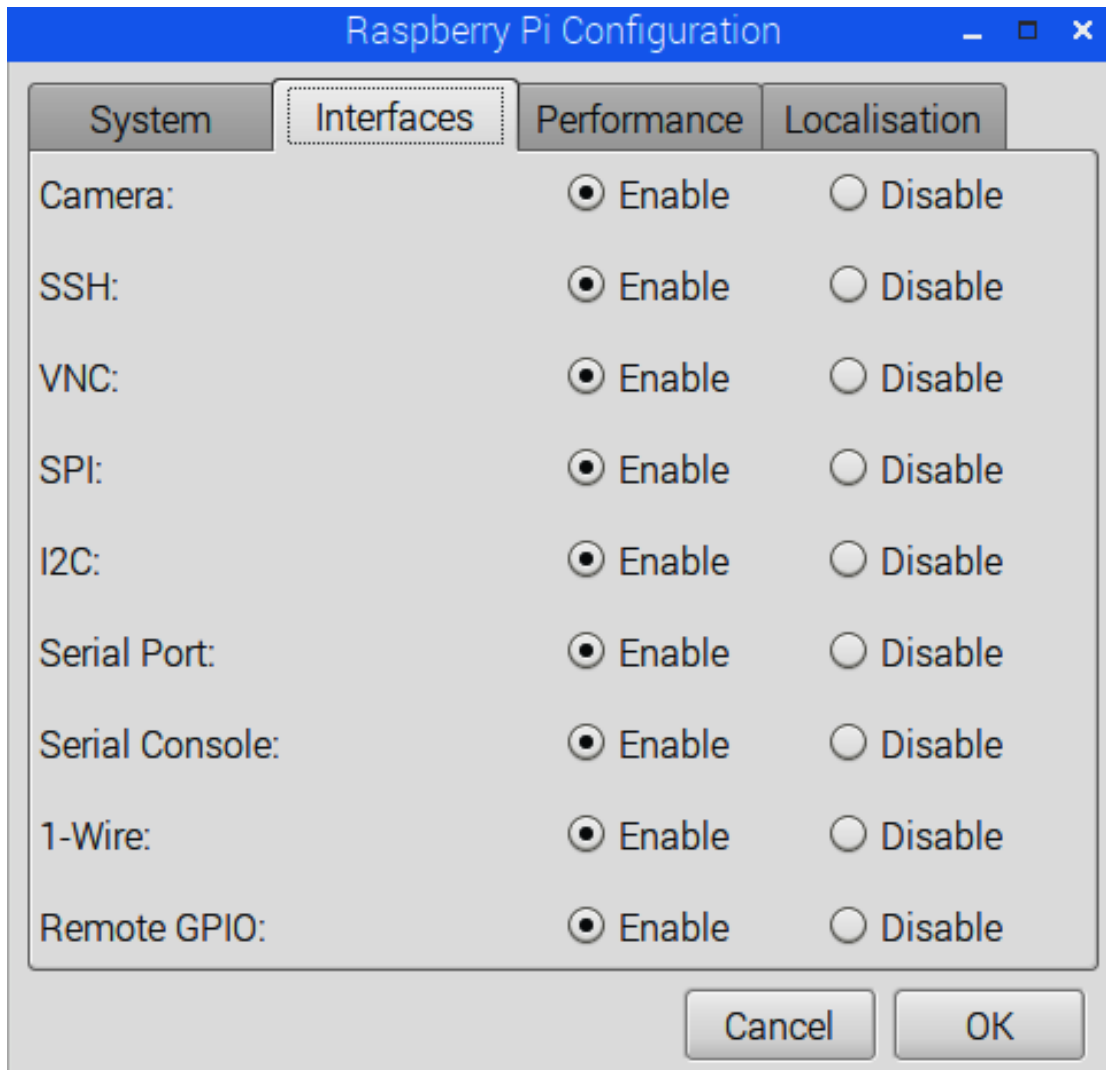 Raspberry Pi Configuration
System Interfaces Performance Localisation
Camera: Enable Disable
SSH: Enable Disable
VNC: Enable Disable
SPI: Enable Disable
I2C: Enable Disable
Serial Port: Enable Disable
Serial Console: Enable Disable
1-Wire: Enable Disable
Remote GPIO: Enable Disable
Cancel OK